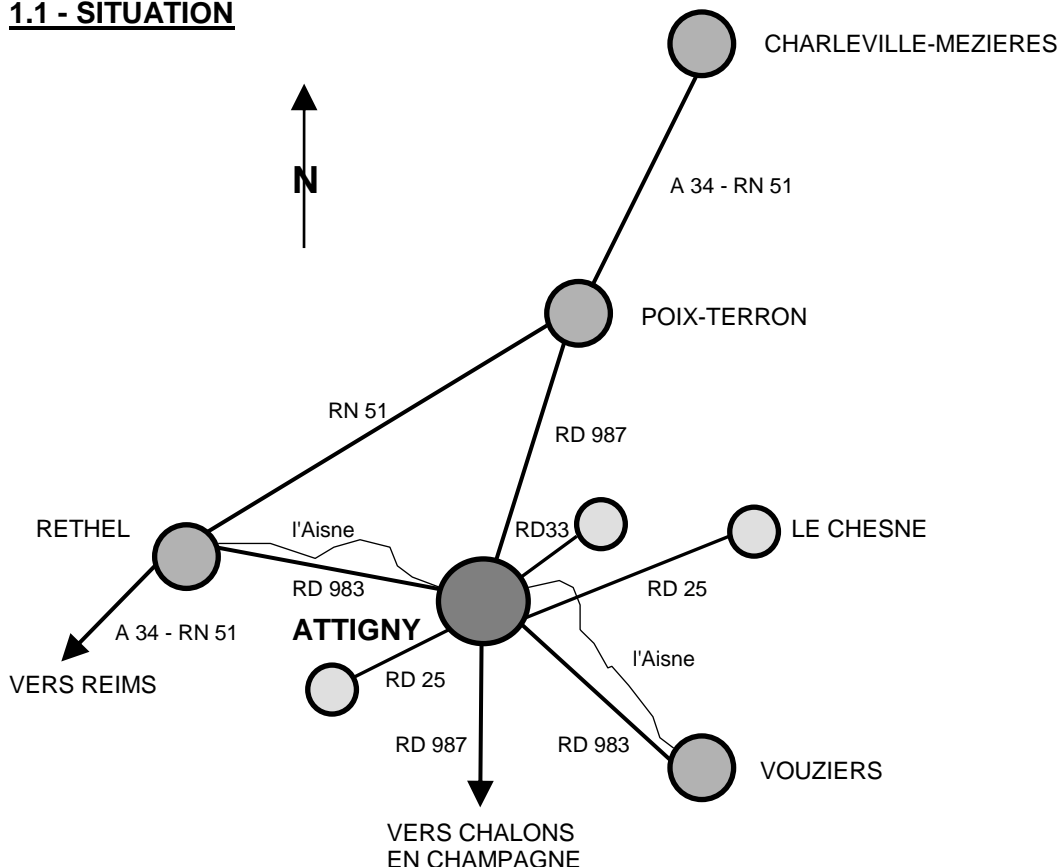 1.1 - SITUATION
CHARLEVILLE-MEZIERES
N
A 34 - RN 51
POIX-TERRON
RN 51
RD 987
RETHEL
l'Aisne
RD33
LE CHESNE
RD 983
RD 25
ATTIGNY
A 34 - RN 51
l'Aisne
VERS REIMS
RD 25
RD 987
RD 983
VOUZIERS
VERS CHALONS
EN CHAMPAGNE